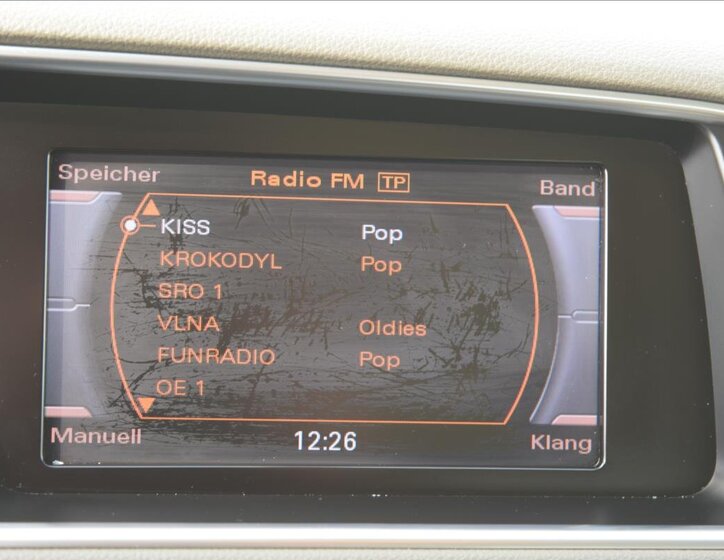 Speicher Radio FM TP Band
KISS Pop
KROKODYL Pop
SRO 1
VLNA Oldies
FUNRADIO Pop
OE 1
Manuell 12:26 Klang